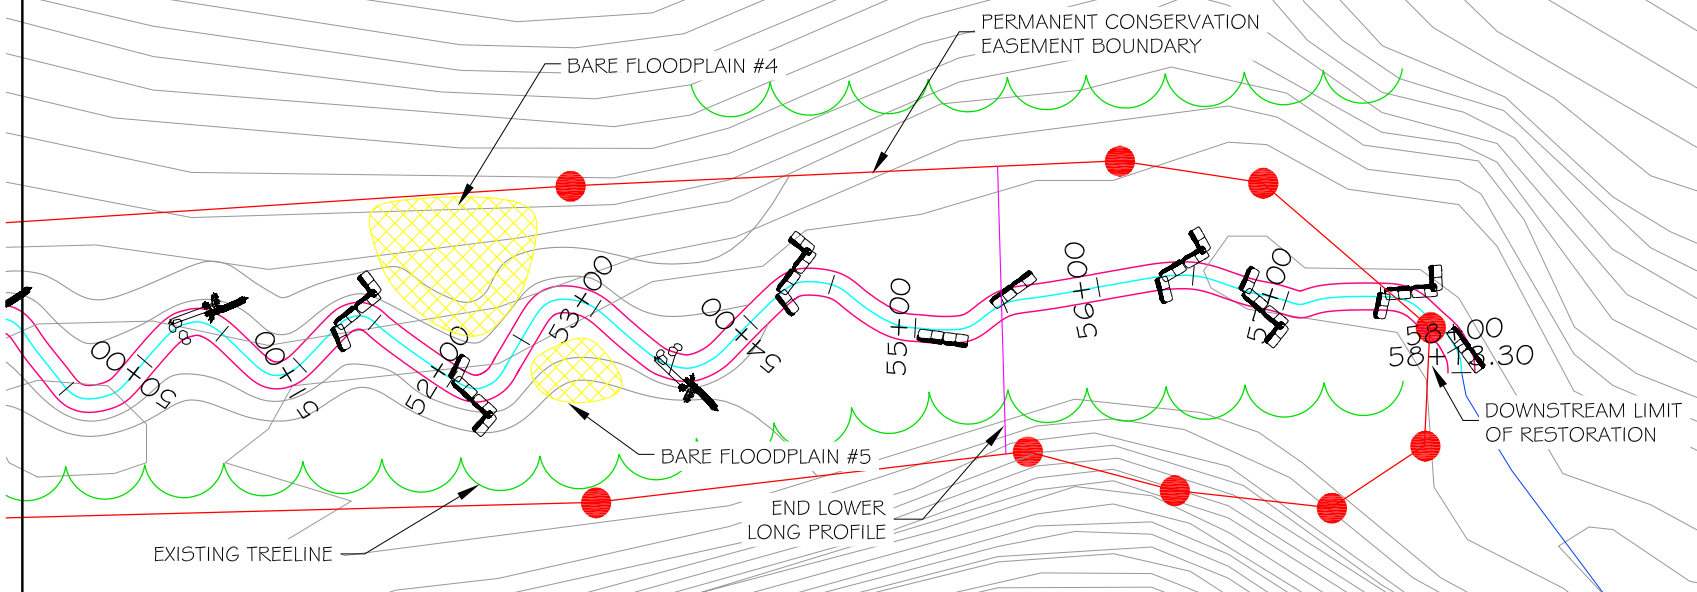 PERMANENT CONSERVATION
EASEMENT BOUNDARY
BARE FLOODPLAIN #4
50+00
51+00
52+00
53+00
54+00
55+00
56+00
57+00
58+00
58+13.30
DOWNSTREAM LIMIT
OF RESTORATION
BARE FLOODPLAIN #5
END LOWER
LONG PROFILE
EXISTING TREELINE